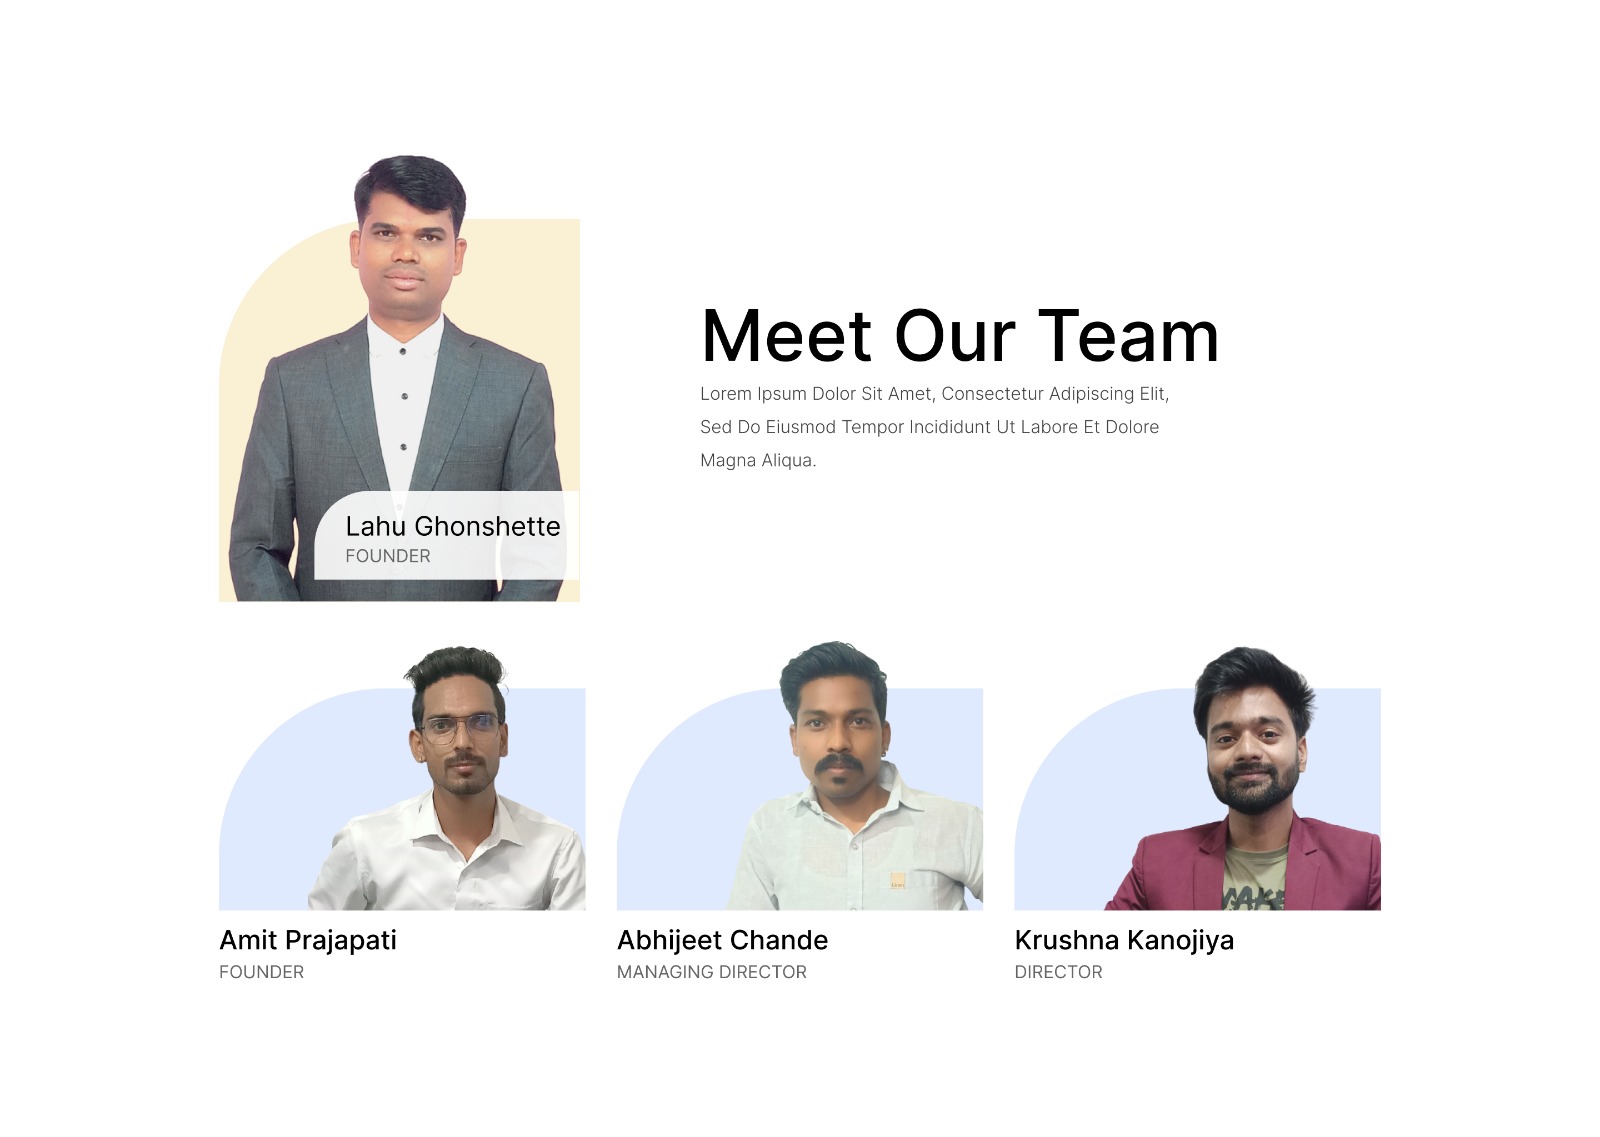 Meet Our Team
Lorem Ipsum Dolor Sit Amet, Consectetur Adipiscing Elit,
Sed Do Eiusmod Tempor Incididunt Ut Labore Et Dolore
Magna Aliqua.
Lahu Ghonshette
FOUNDER
Amit Prajapati
FOUNDER
Abhijeet Chande
MANAGING DIRECTOR
Krushna Kanojiya
DIRECTOR